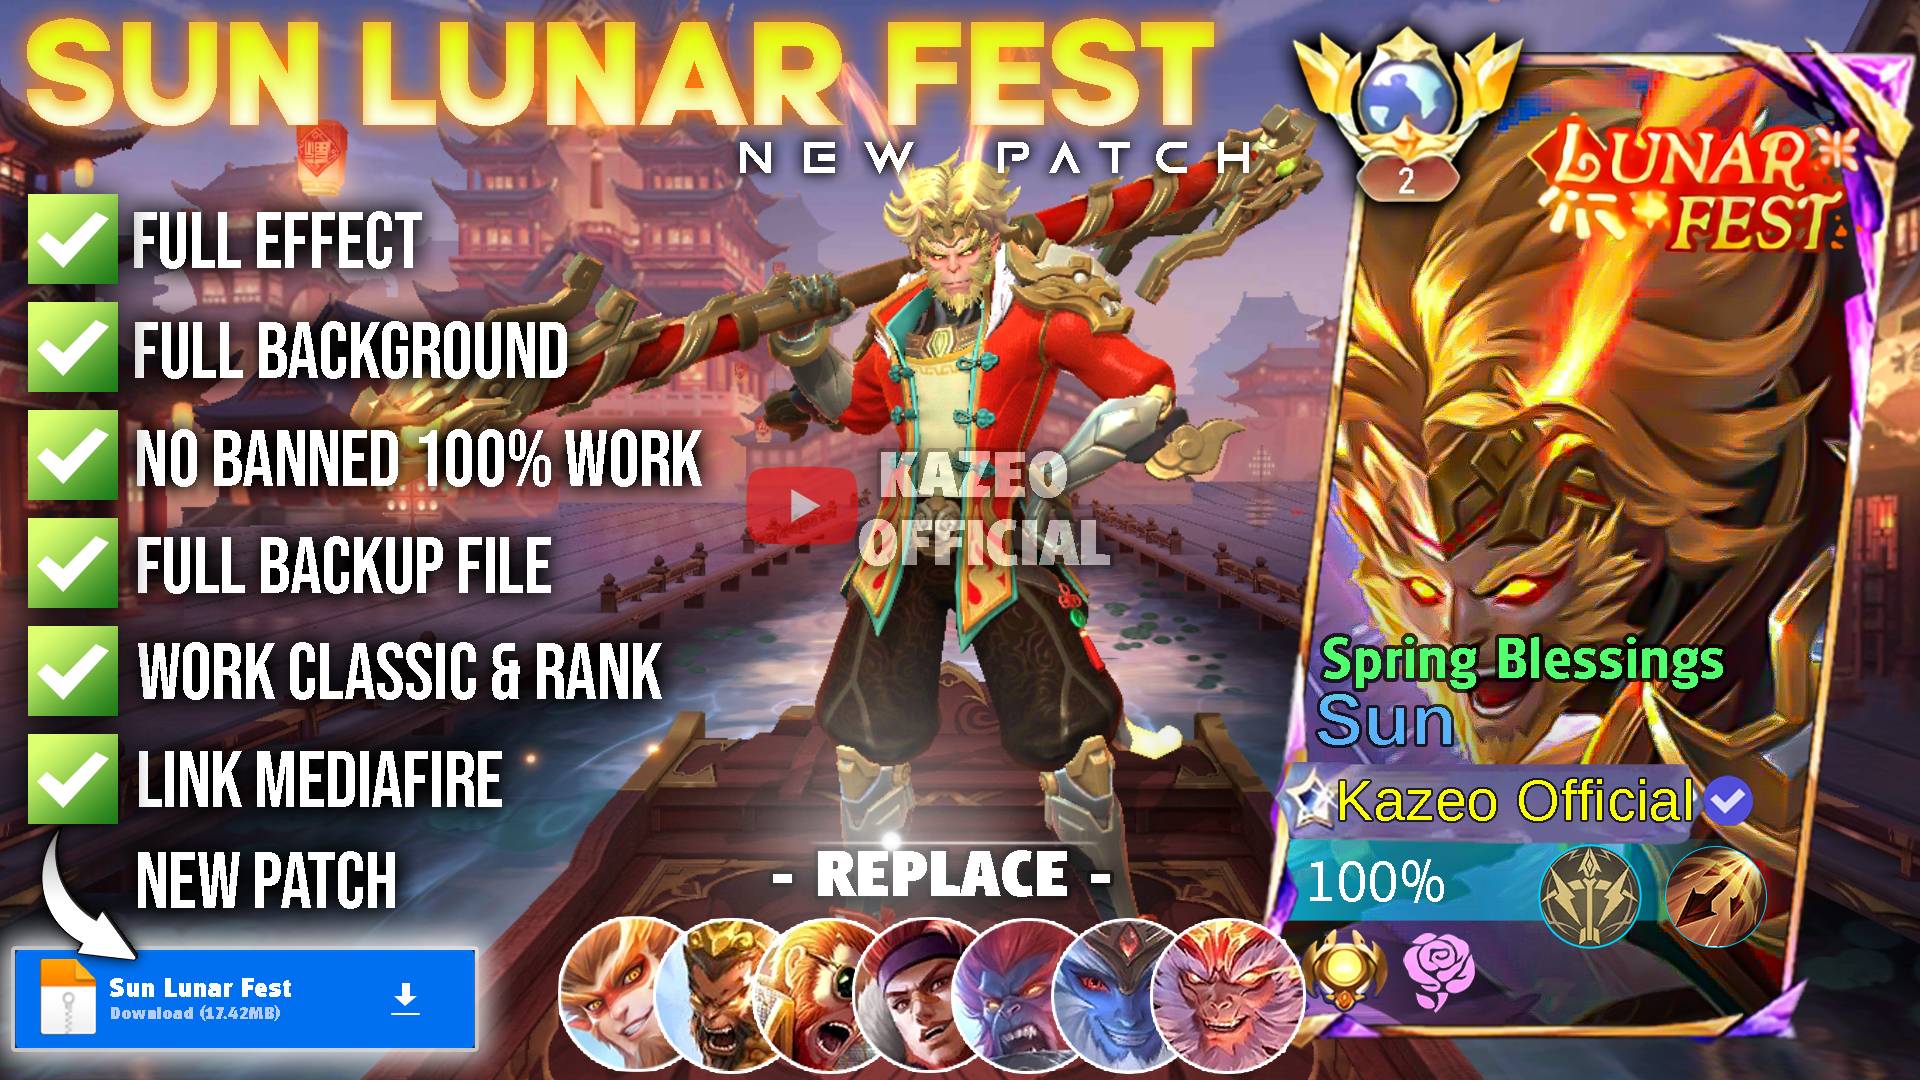 SUN LUNAR FEST
NEW PATCH
FULL EFFECT
FULL BACKGROUND
NO BANNED 100% WORK
FULL BACKUP FILE
WORK CLASSIC & RANK
LINK MEDIAFIRE
NEW PATCH
Sun Lunar Fest
Download (17.42MB)
KAZEO
OFFICIAL
- REPLACE -
2
LUNAR
FEST
Spring Blessings
Sun
Kazeo Official
100%
福